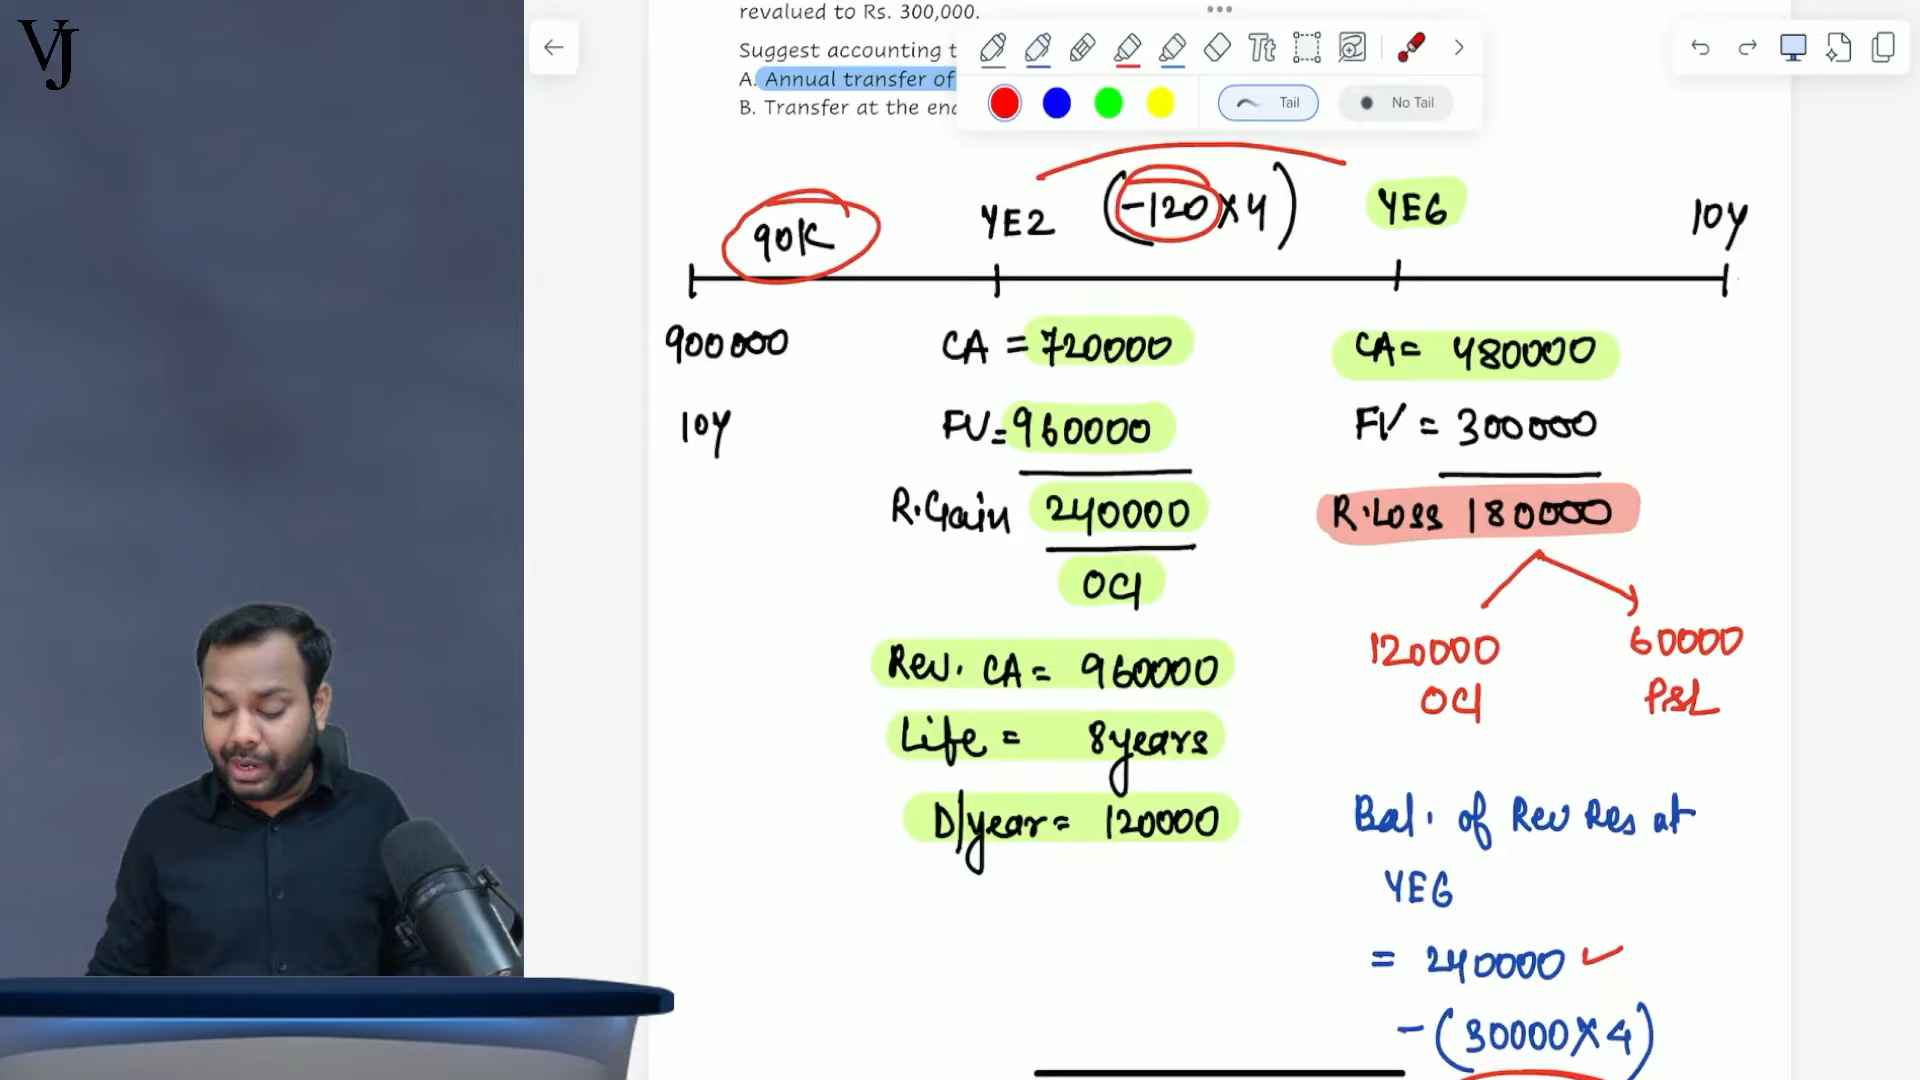 VJ
revalued to Rs. 300,000.
Suggest accounting t
A. Annual transfer of
B. Transfer at the end
Tt
Tail
No Tail
90K
YE2
(-120×4)
YE6
10y
900000
CA = 720000
CA = 480000
10y
FV = 960000
FV = 300000
R.Gain 240000
R.Loss 180000
OCI
120000
60000
OCI
P&L
Rev. CA = 960000
Life = 8years
D/year = 120000
Bal. of Rev Res at
YE6
= 240000 ✓
- (30000×4)